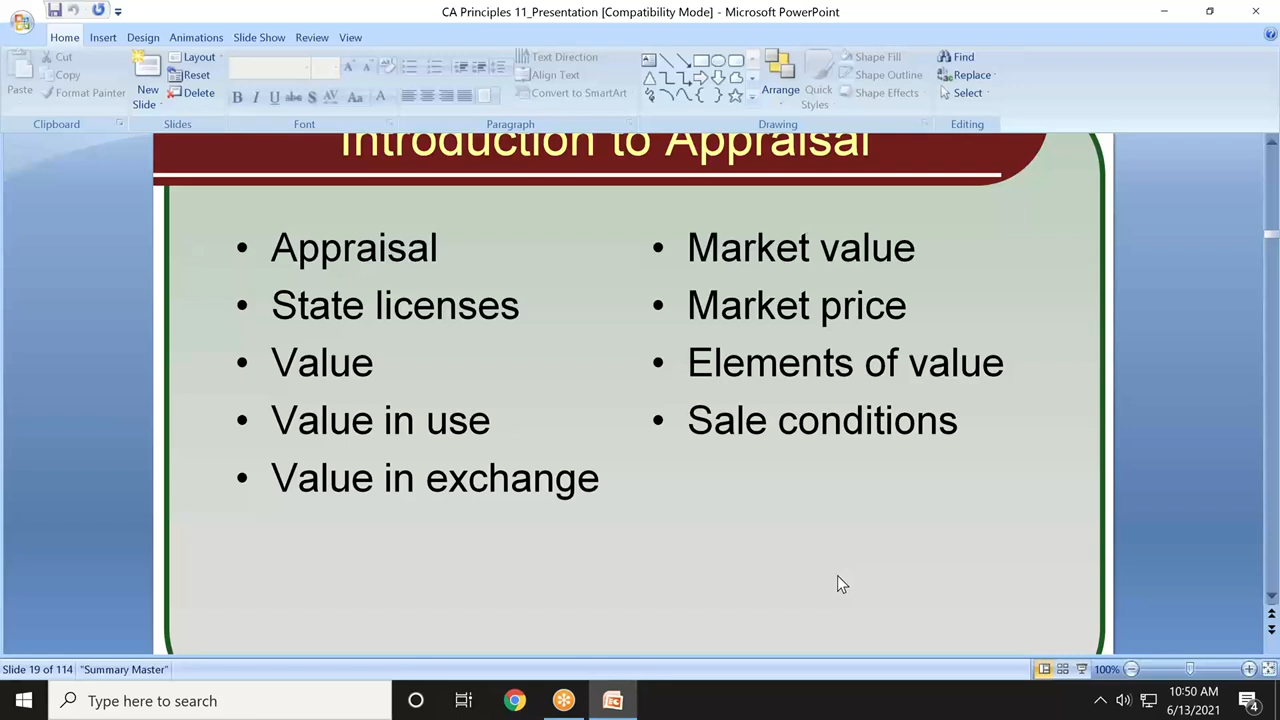 CA Principles 11_Presentation [Compatibility Mode] - Microsoft PowerPoint
Home Insert Design Animations Slide Show Review View
Paste
Cut
Copy
Format Painter
Clipboard
New Slide
Layout
Reset
Delete
Slides
B I U abc S AV Aa A
Font
Text Direction
Align Text
Convert to SmartArt
Paragraph
Arrange
Quick Styles
Shape Fill
Shape Outline
Shape Effects
Drawing
Find
Replace
Select
Editing
Introduction to Appraisal
• Appraisal
• State licenses
• Value
• Value in use
• Value in exchange
• Market value
• Market price
• Elements of value
• Sale conditions
Slide 19 of 114 "Summary Master" 100%
Type here to search
10:50 AM
6/13/2021
4